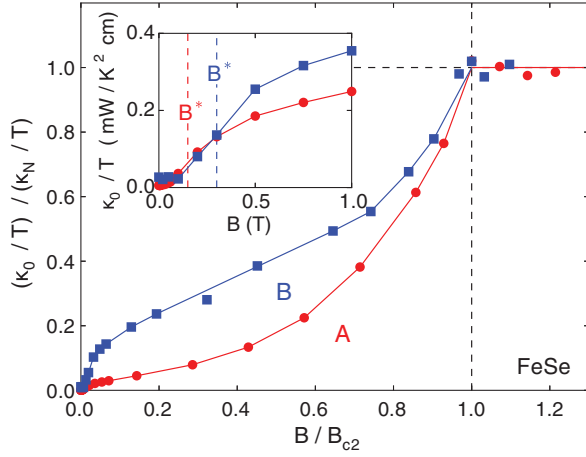 κ₀ / T ( mW / K² cm)
0.4
0.2
0.0
B*
B*
0.0 0.5 1.0
B (T)
(κ₀ / T) / (κ_N / T)
1.0
0.8
0.6
0.4
0.2
0.0
B
A
FeSe
0.0 0.2 0.4 0.6 0.8 1.0 1.2
B / B_c2